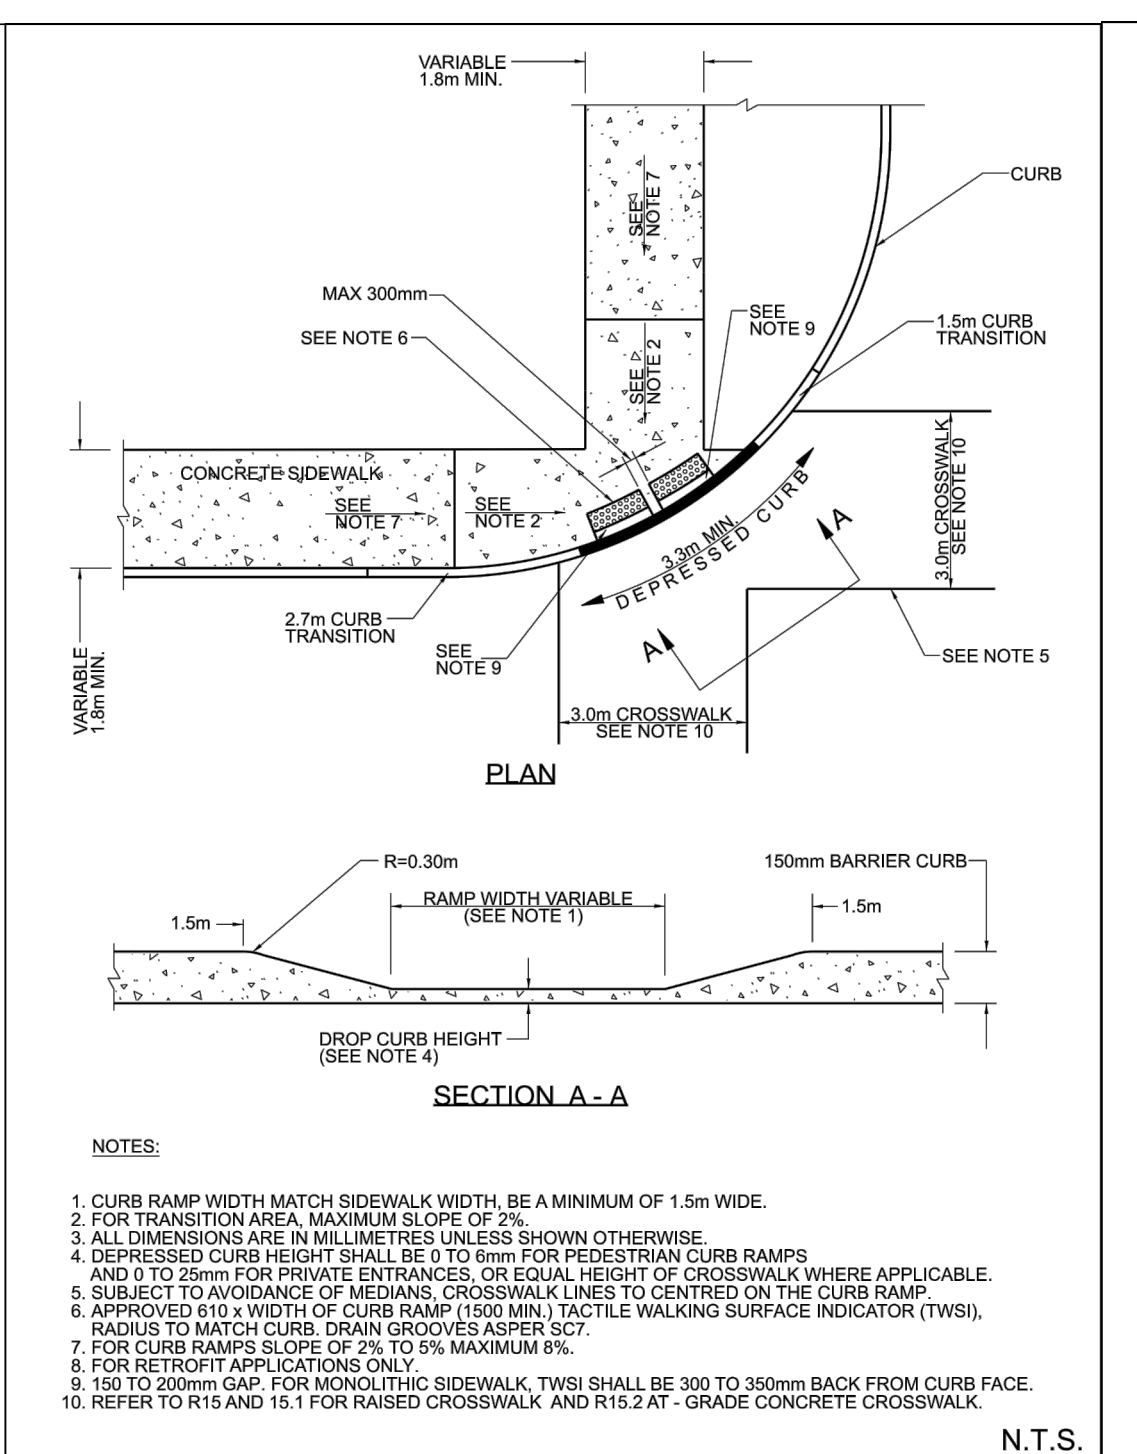 VARIABLE
1.8m MIN.
CURB
SEE
NOTE 7
MAX 300mm
SEE NOTE 6
SEE
NOTE 9
1.5m CURB
TRANSITION
SEE
NOTE 2
CONCRETE SIDEWALK
SEE
NOTE 7
SEE
NOTE 2
3.3m MIN.
DEPRESSED CURB
A
A
3.0m CROSSWALK
SEE NOTE 10
2.7m CURB
TRANSITION
SEE
NOTE 9
SEE NOTE 5
VARIABLE
1.8m MIN.
3.0m CROSSWALK
SEE NOTE 10
PLAN
R=0.30m
150mm BARRIER CURB
RAMP WIDTH VARIABLE
(SEE NOTE 1)
1.5m
1.5m
DROP CURB HEIGHT
(SEE NOTE 4)
SECTION A - A
NOTES:
1. CURB RAMP WIDTH MATCH SIDEWALK WIDTH, BE A MINIMUM OF 1.5m WIDE.
2. FOR TRANSITION AREA, MAXIMUM SLOPE OF 2%.
3. ALL DIMENSIONS ARE IN MILLIMETRES UNLESS SHOWN OTHERWISE.
4. DEPRESSED CURB HEIGHT SHALL BE 0 TO 6mm FOR PEDESTRIAN CURB RAMPS
AND 0 TO 25mm FOR PRIVATE ENTRANCES, OR EQUAL HEIGHT OF CROSSWALK WHERE APPLICABLE.
5. SUBJECT TO AVOIDANCE OF MEDIANS, CROSSWALK LINES TO CENTRED ON THE CURB RAMP.
6. APPROVED 610 x WIDTH OF CURB RAMP (1500 MIN.) TACTILE WALKING SURFACE INDICATOR (TWSI),
RADIUS TO MATCH CURB. DRAIN GROOVES ASPER SC7.
7. FOR CURB RAMPS SLOPE OF 2% TO 5% MAXIMUM 8%.
8. FOR RETROFIT APPLICATIONS ONLY.
9. 150 TO 200mm GAP. FOR MONOLITHIC SIDEWALK, TWSI SHALL BE 300 TO 350mm BACK FROM CURB FACE.
10. REFER TO R15 AND 15.1 FOR RAISED CROSSWALK AND R15.2 AT - GRADE CONCRETE CROSSWALK.
N.T.S.